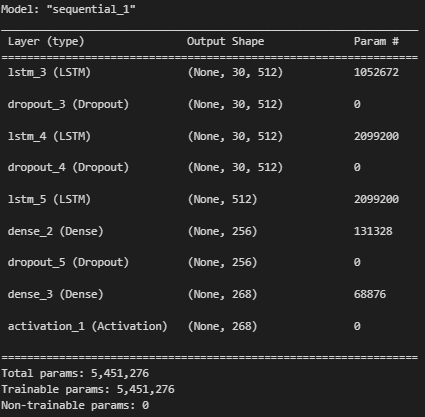 Model: "sequential_1"
Layer (type) Output Shape Param #
lstm_3 (LSTM) (None, 30, 512) 1052672
dropout_3 (Dropout) (None, 30, 512) 0
lstm_4 (LSTM) (None, 30, 512) 2099200
dropout_4 (Dropout) (None, 30, 512) 0
lstm_5 (LSTM) (None, 512) 2099200
dense_2 (Dense) (None, 256) 131328
dropout_5 (Dropout) (None, 256) 0
dense_3 (Dense) (None, 268) 68876
activation_1 (Activation) (None, 268) 0
Total params: 5,451,276
Trainable params: 5,451,276
Non-trainable params: 0